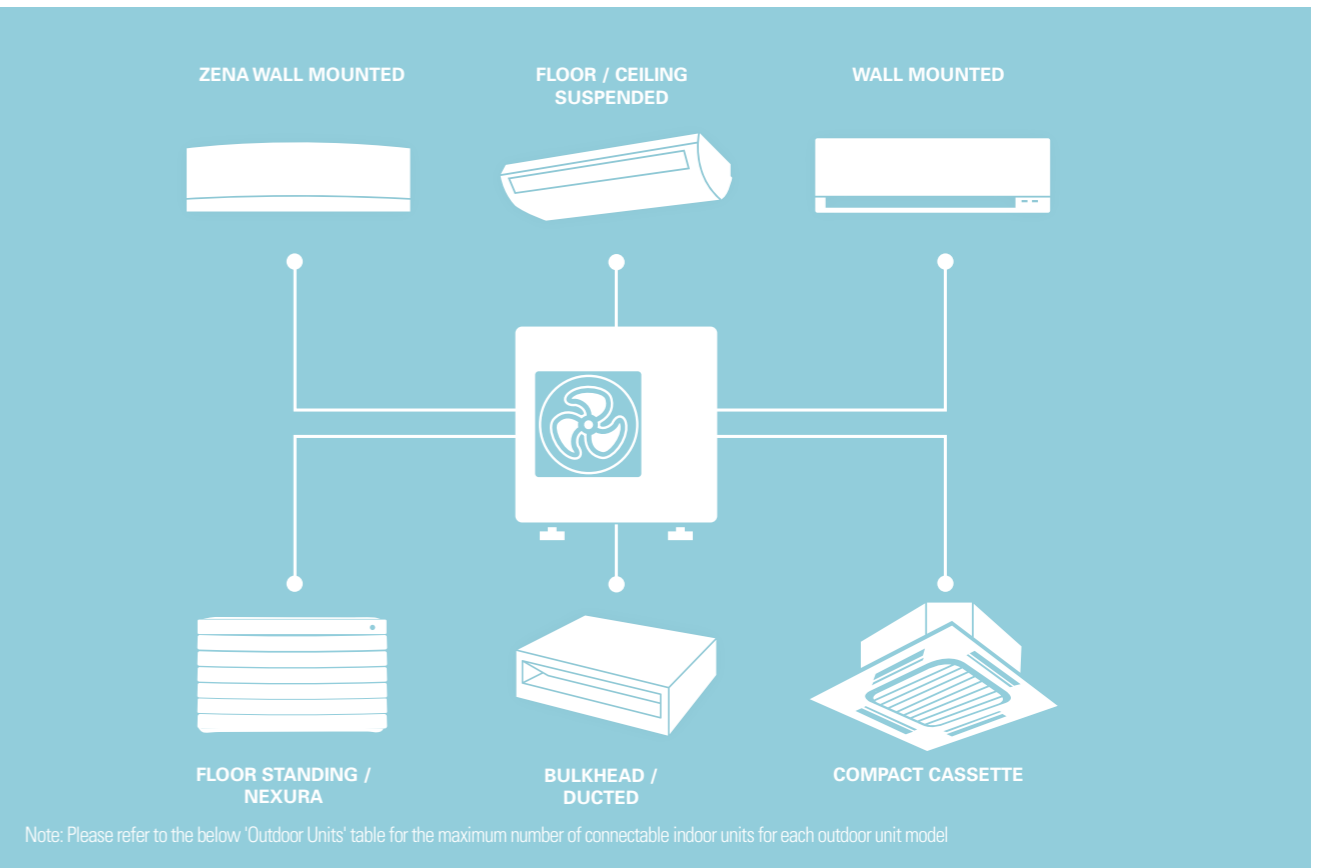 ZENA WALL MOUNTED
FLOOR / CEILING
SUSPENDED
WALL MOUNTED
FLOOR STANDING /
NEXURA
BULKHEAD /
DUCTED
COMPACT CASSETTE
Note: Please refer to the below 'Outdoor Units' table for the maximum number of connectable indoor units for each outdoor unit model